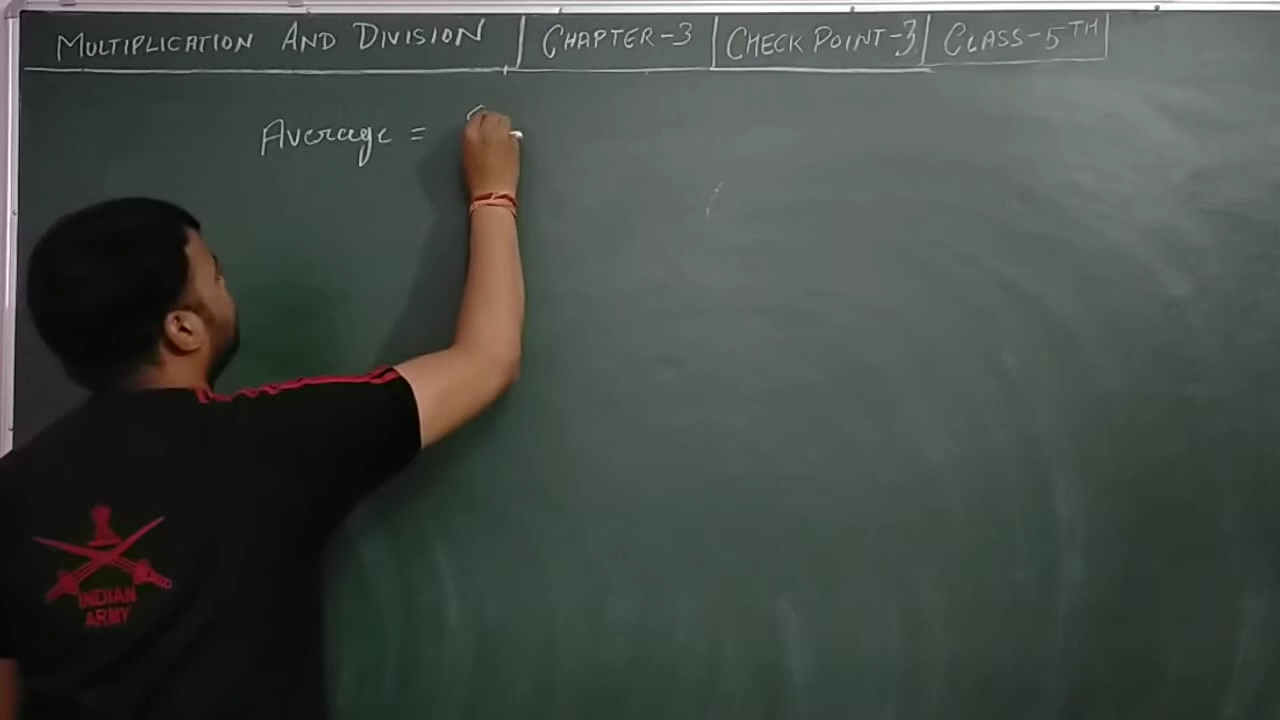 MULTIPLICATION AND DIVISION | CHAPTER-3 | CHECK POINT-3 | CLASS-5TH
Average =
INDIAN
ARMY